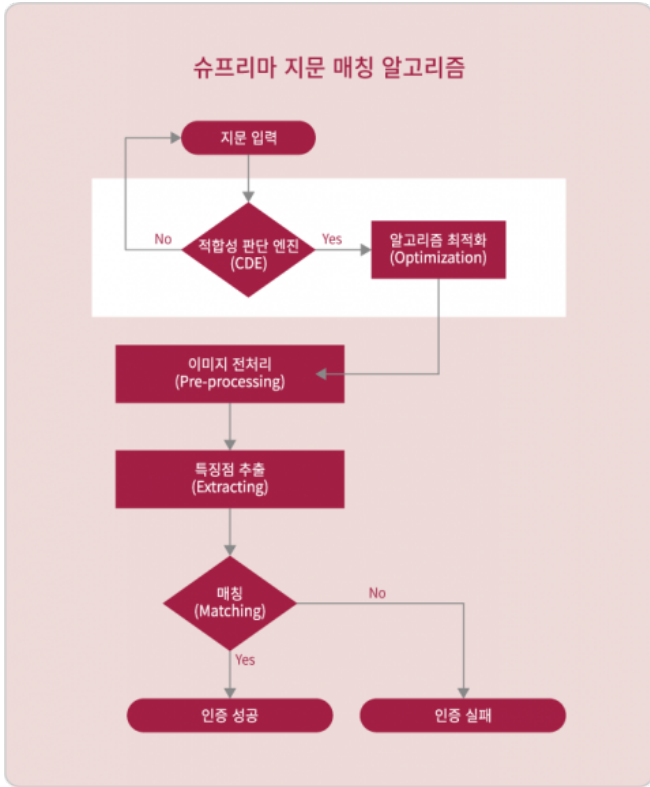 슈프리마 지문 매칭 알고리즘
지문 입력
No
적합성 판단 엔진
(CDE)
Yes
알고리즘 최적화
(Optimization)
이미지 전처리
(Pre-processing)
특징점 추출
(Extracting)
매칭
(Matching)
No
Yes
인증 성공
인증 실패